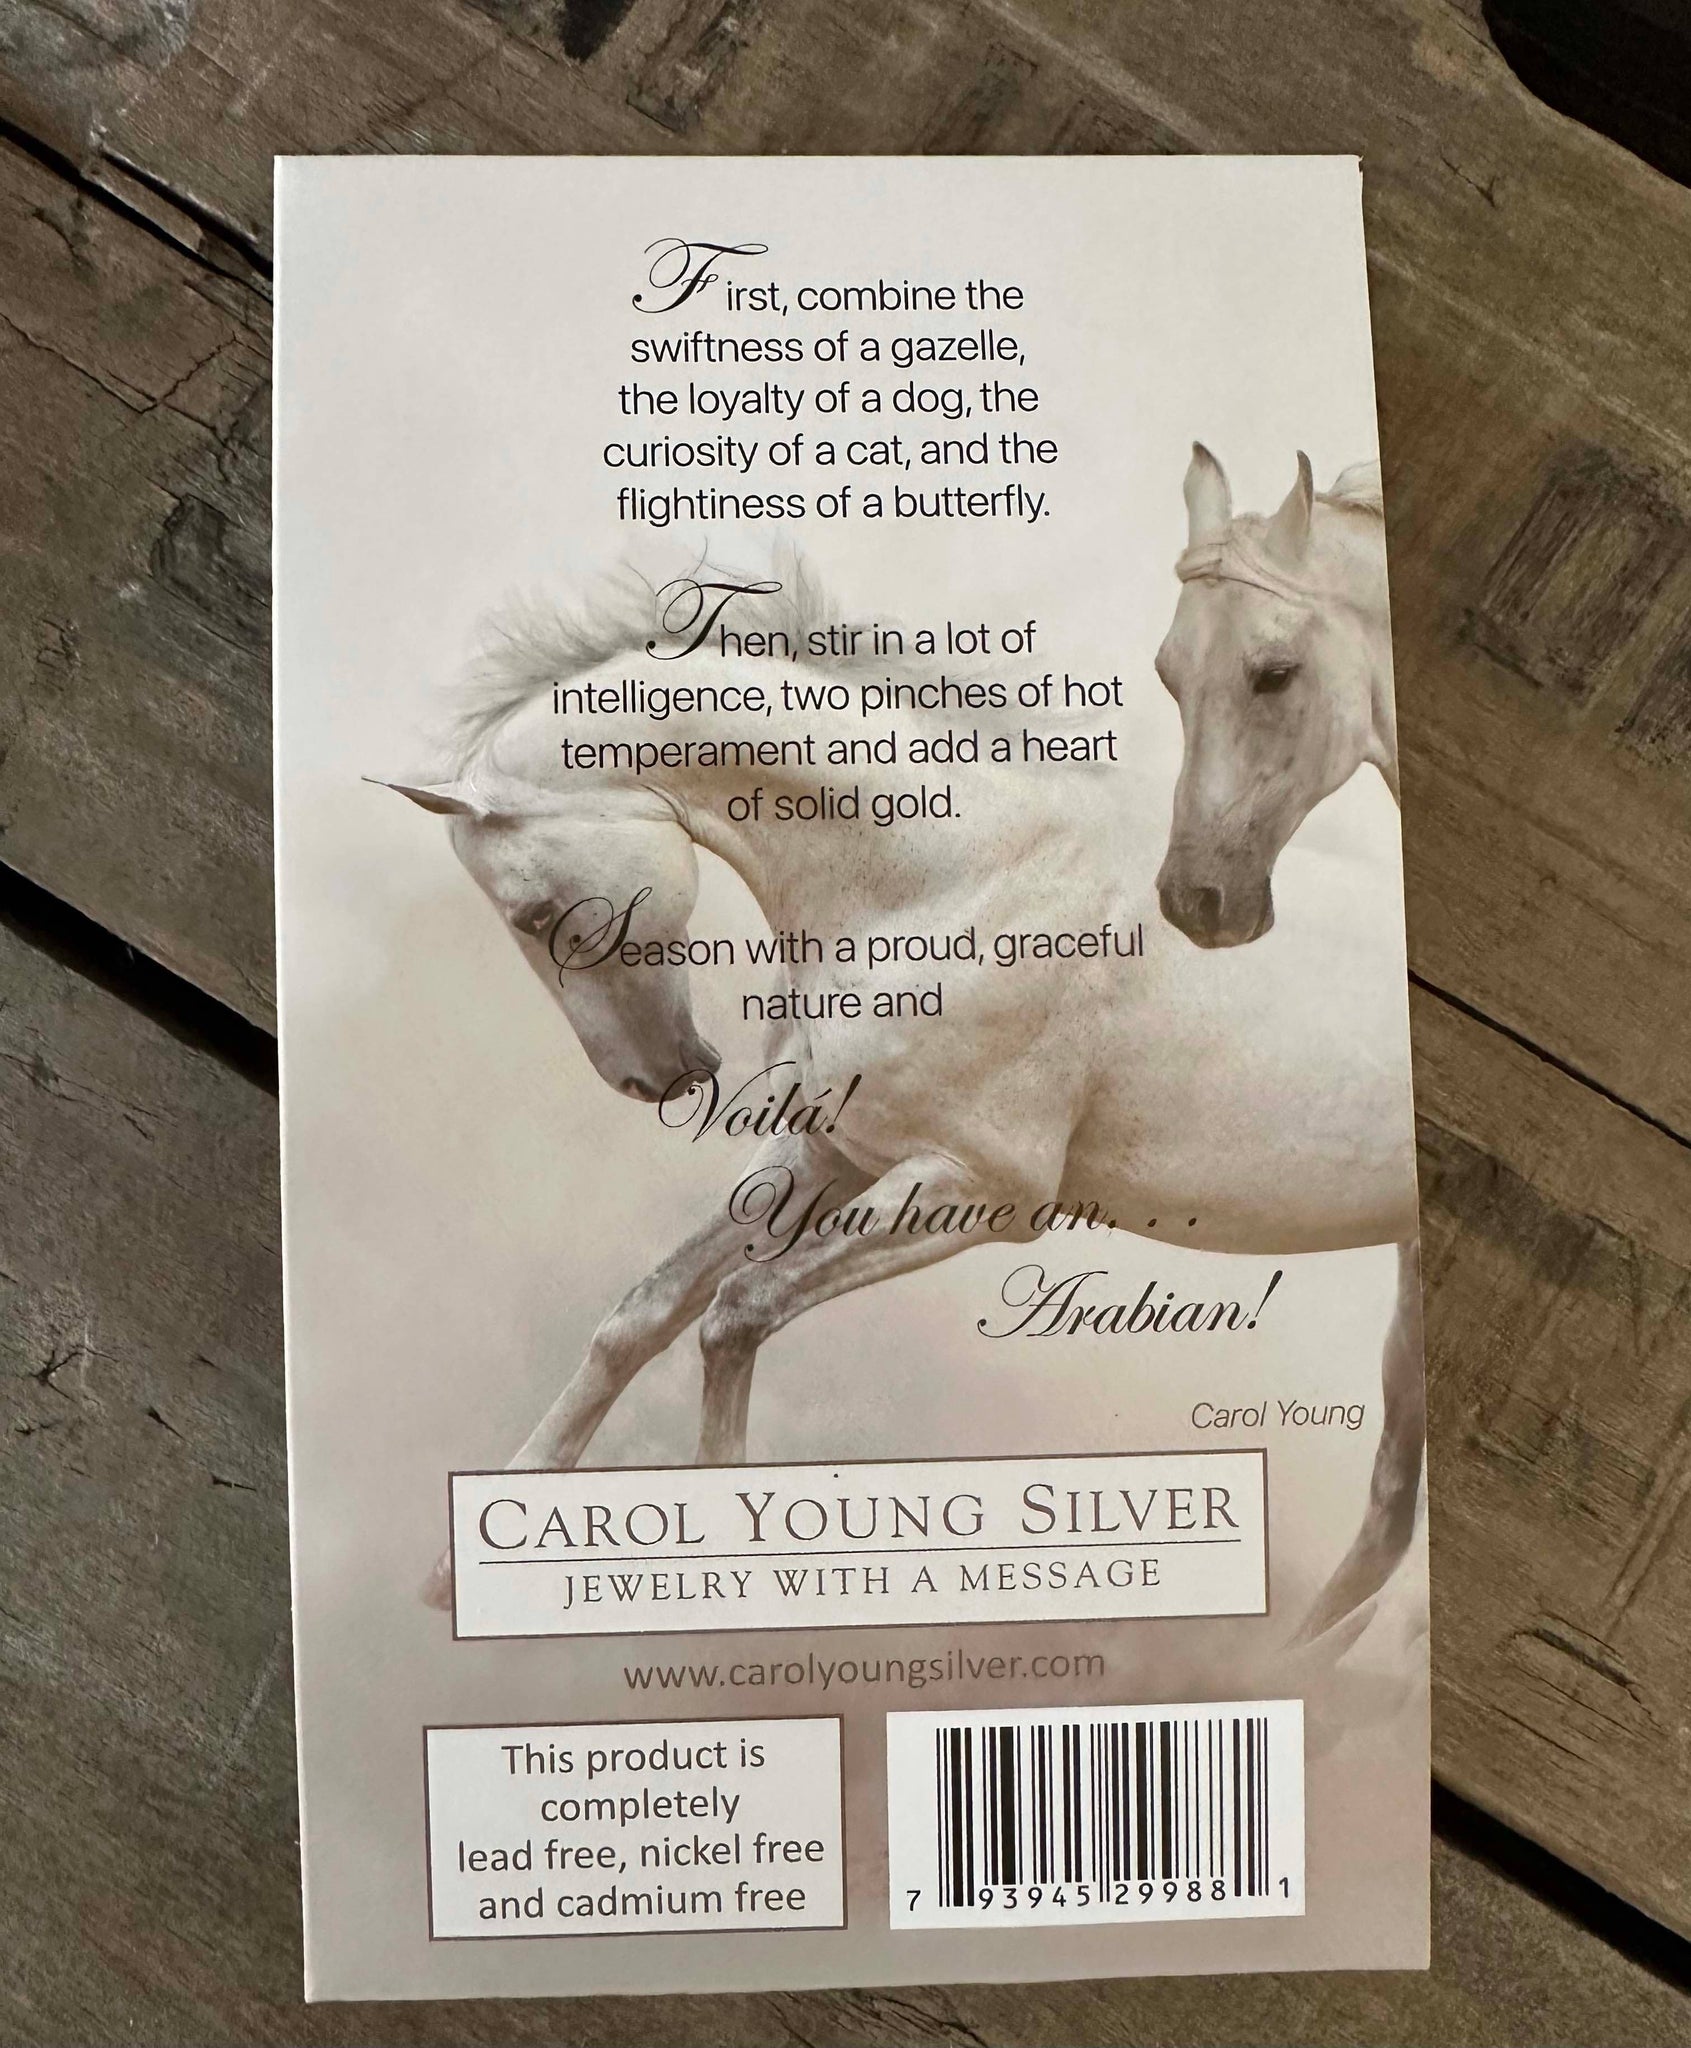 First, combine the
swiftness of a gazelle,
the loyalty of a dog, the
curiosity of a cat, and the
flightiness of a butterfly.
Then, stir in a lot of
intelligence, two pinches of hot
temperament and add a heart
of solid gold.
Season with a proud, graceful
nature and
Voilá!
You have an. . .
Arabian!
Carol Young
CAROL YOUNG SILVER
JEWELRY WITH A MESSAGE
www.carolyoungsilver.com
This product is
completely
lead free, nickel free
and cadmium free
7 93945 29988 1